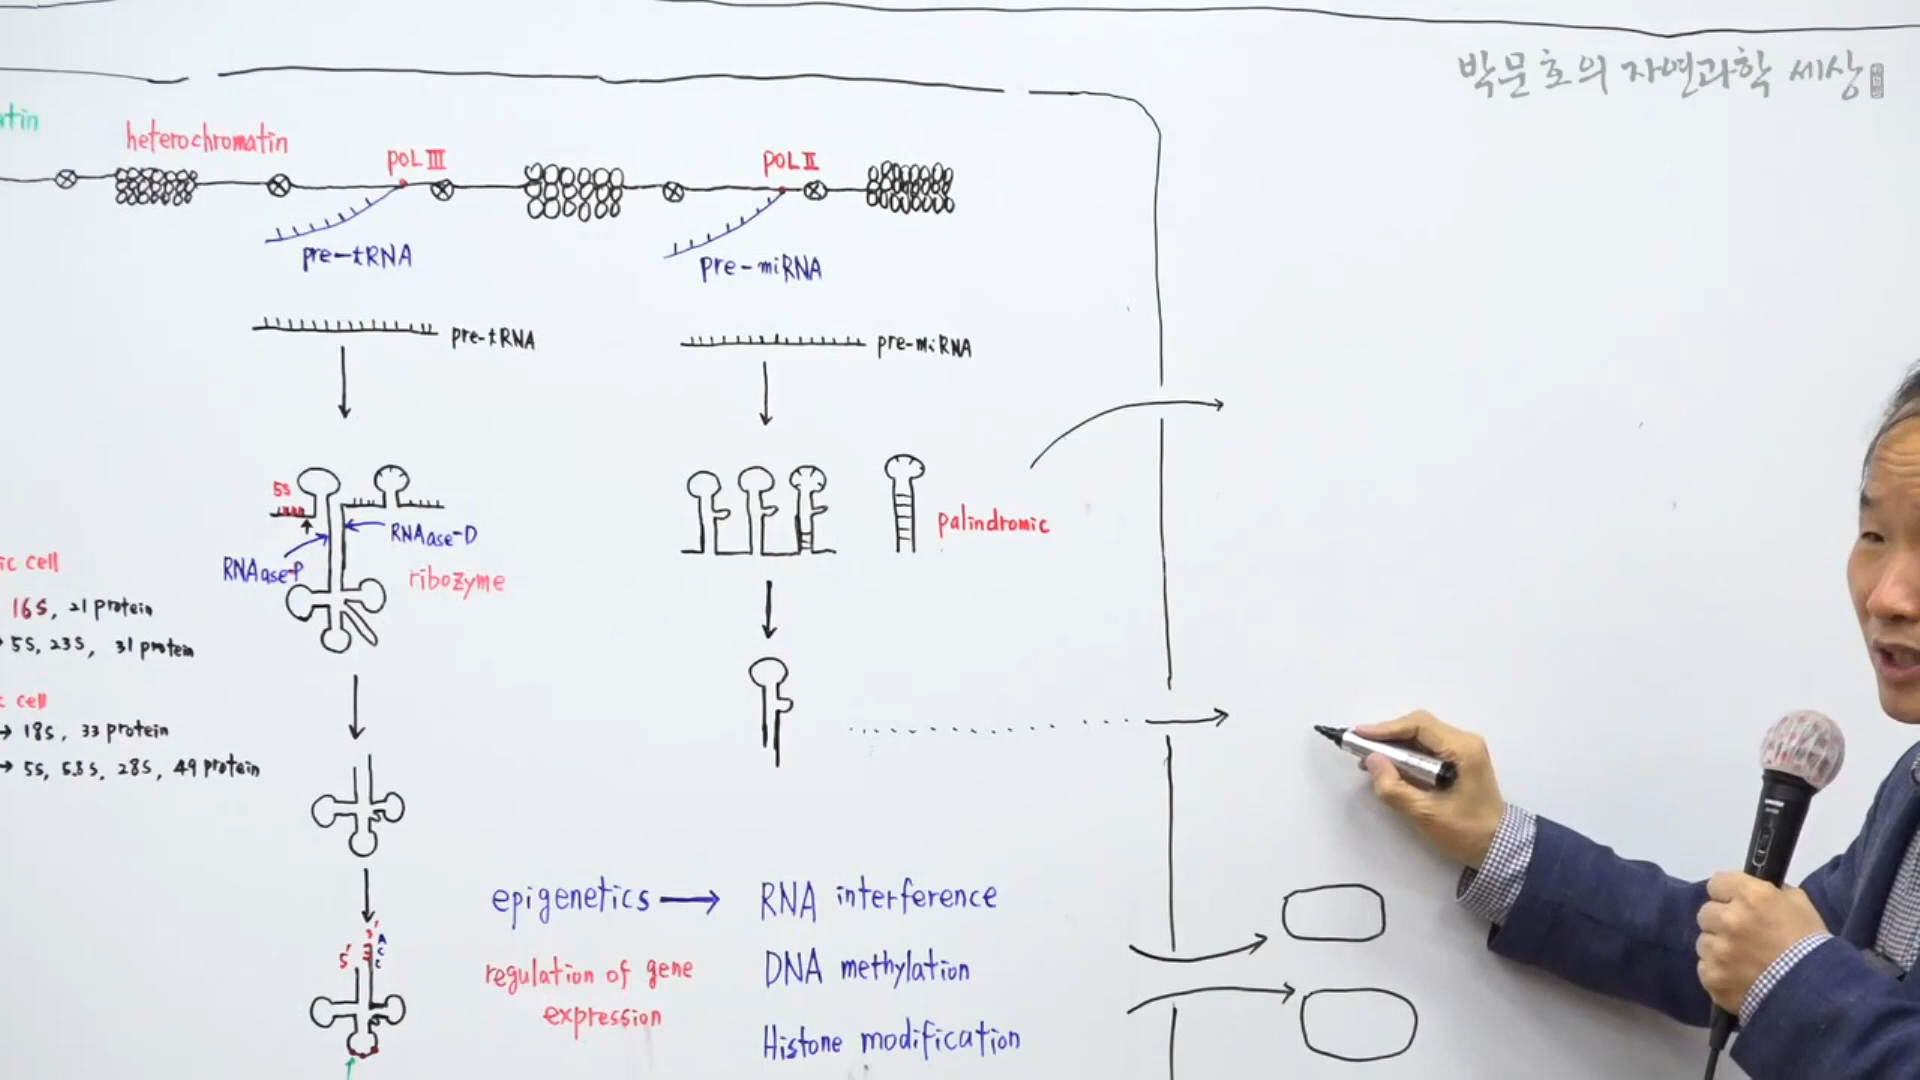 박문호의 자연과학 세상
heterochromatin
POL III
POL II
pre-tRNA
pre-miRNA
pre-tRNA
pre-miRNA
5S
RNAase-D
RNAase-P
ribozyme
palindromic
cell
16S, 21 protein
5S, 23S, 31 protein
cell
→ 18S, 33 protein
→ 5S, 5.8S, 28S, 49 protein
epigenetics → RNA interference
regulation of gene expression
DNA methylation
Histone modification
5'
3'
A
C
C